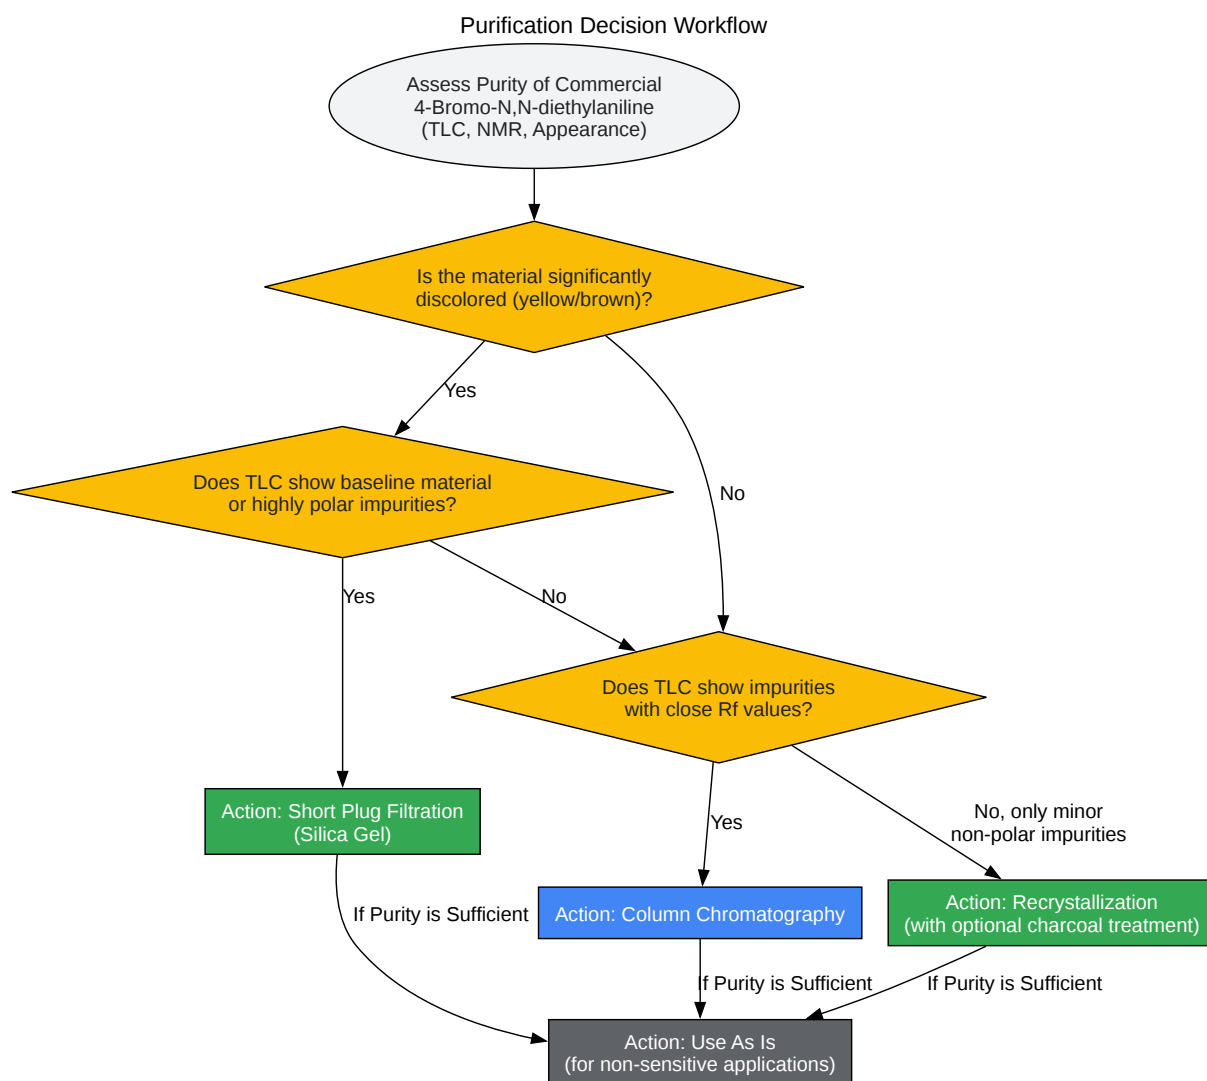 Purification Decision Workflow
Assess Purity of Commercial
4-Bromo-N,N-diethylaniline
(TLC, NMR, Appearance)
Is the material significantly
discolored (yellow/brown)?
Yes
Does TLC show baseline material
or highly polar impurities?
No
Yes
No
Does TLC show impurities
with close Rf values?
Action: Short Plug Filtration
(Silica Gel)
Yes
No, only minor
non-polar impurities
If Purity is Sufficient
Action: Column Chromatography
Action: Recrystallization
(with optional charcoal treatment)
If Purity is Sufficient
If Purity is Sufficient
Action: Use As Is
(for non-sensitive applications)